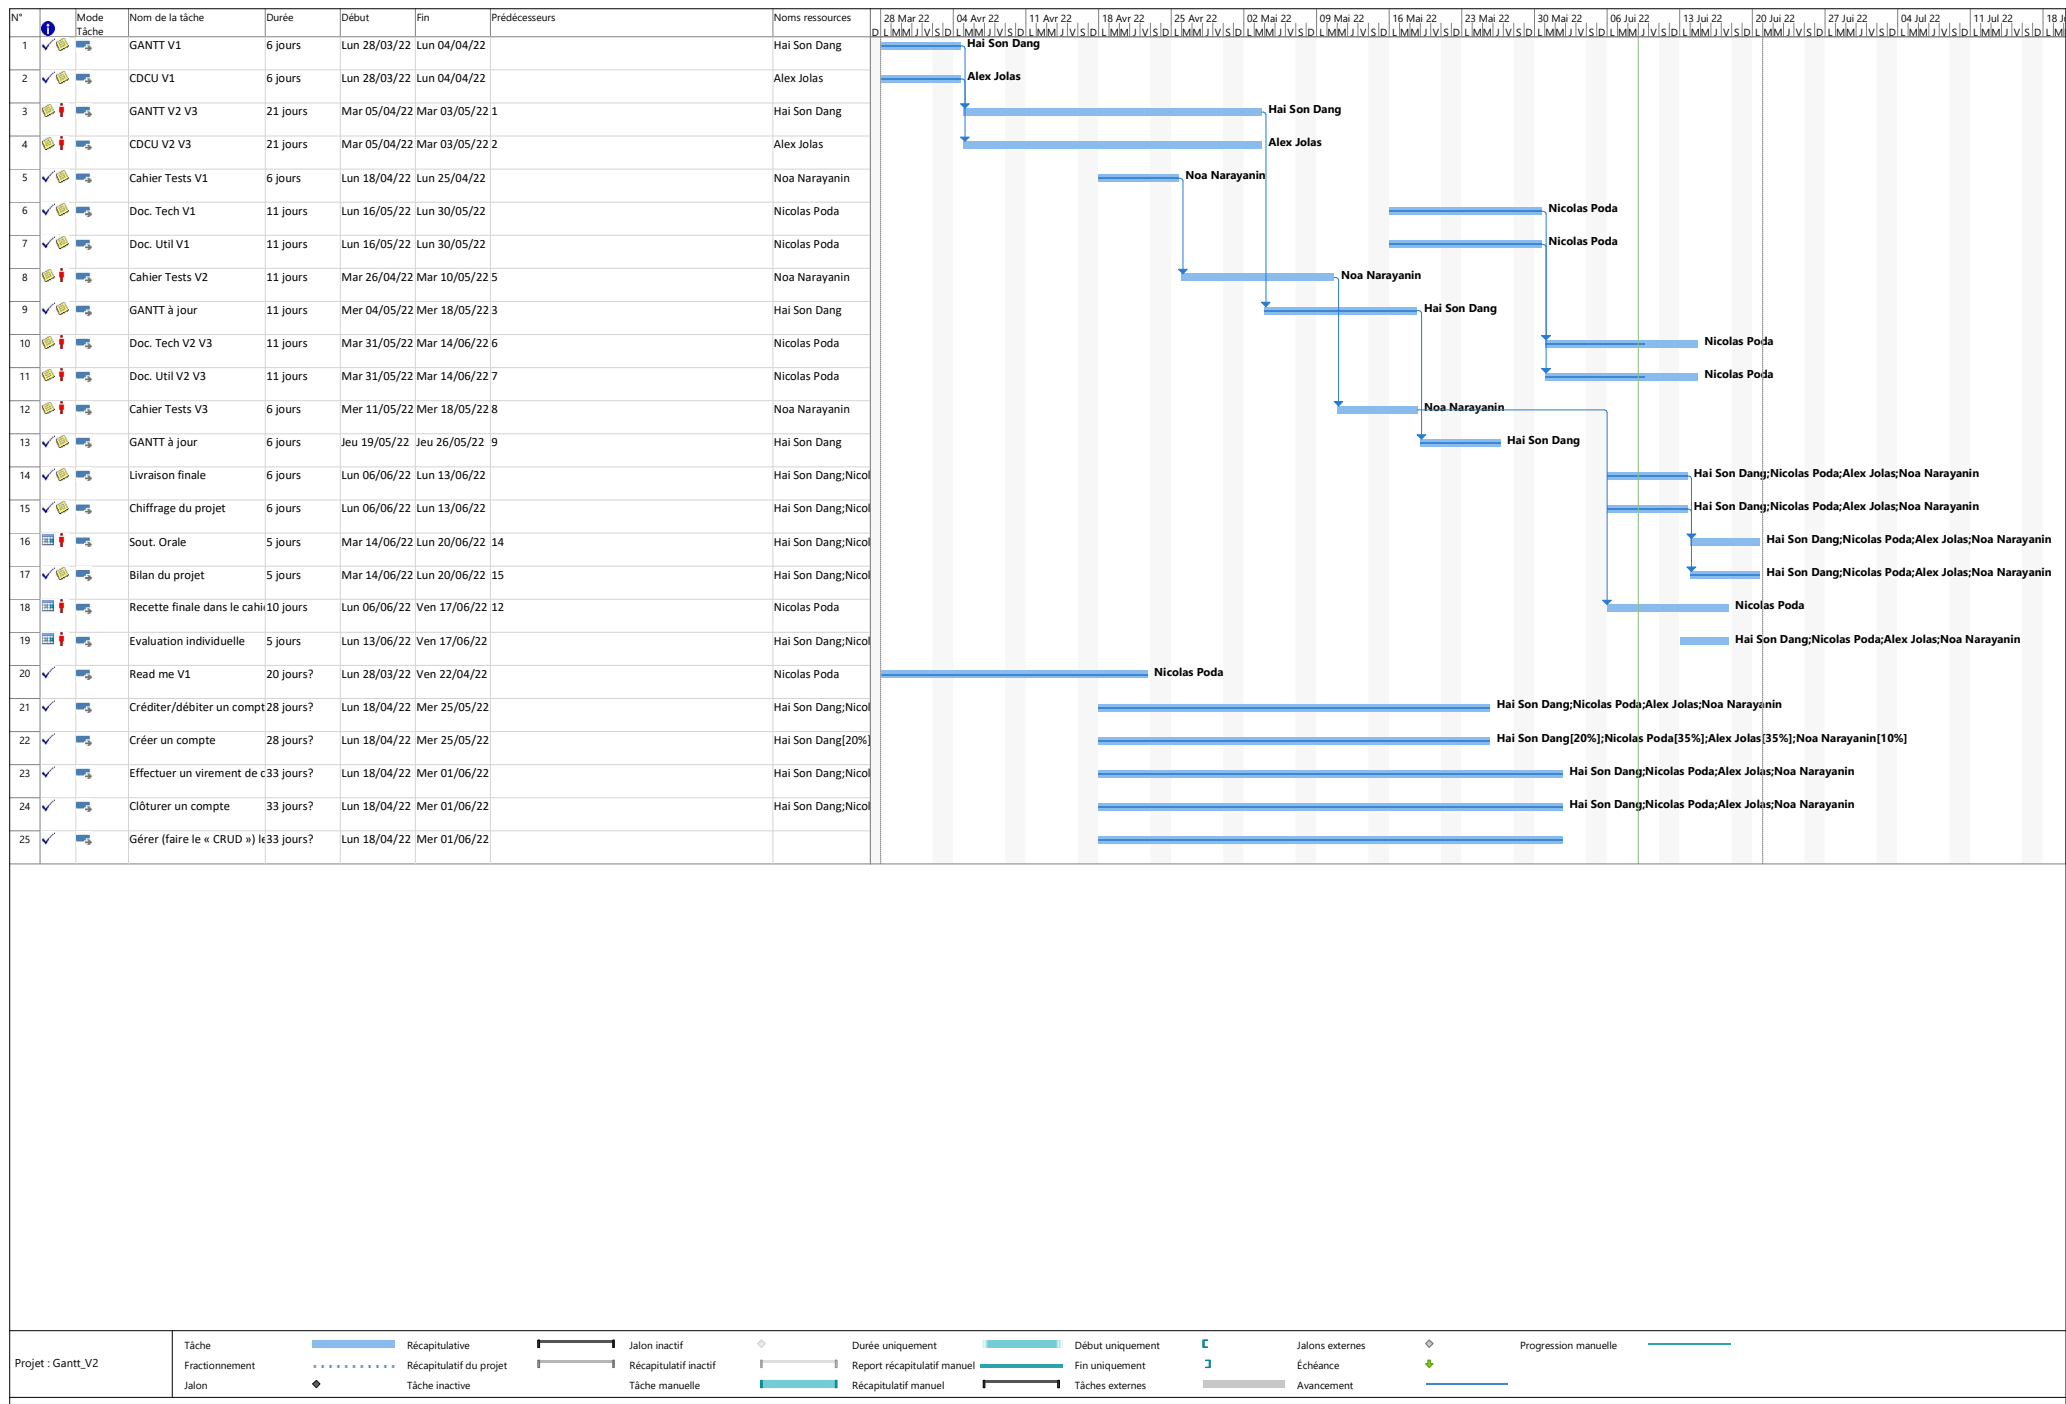 N° Mode Tâche Nom de la tâche Durée Début Fin Prédécesseurs Noms ressources
28 Mar 22 04 Avr 22 11 Avr 22 18 Avr 22 25 Avr 22 02 Mai 22 09 Mai 22 16 Mai 22 23 Mai 22 30 Mai 22 06 Jui 22 13 Jui 22 20 Jui 22 27 Jui 22 04 Jul 22 11 Jul 22 18 J
D L M M J V S D L M M J V S D L M M J V S D L M M J V S D L M M J V S D L M M J V S D L M M J V S D L M M J V S D L M M J V S D L M M J V S D L M M J V S D L M M J V S D L M M J V S D L M M J V S D L M M J V S D L M M J V S D L M
1 GANTT V1 6 jours Lun 28/03/22 Lun 04/04/22 Hai Son Dang Hai Son Dang
2 CDCU V1 6 jours Lun 28/03/22 Lun 04/04/22 Alex Jolas Alex Jolas
3 GANTT V2 V3 21 jours Mar 05/04/22 Mar 03/05/22 1 Hai Son Dang Hai Son Dang
4 CDCU V2 V3 21 jours Mar 05/04/22 Mar 03/05/22 2 Alex Jolas Alex Jolas
5 Cahier Tests V1 6 jours Lun 18/04/22 Lun 25/04/22 Noa Narayanin Noa Narayanin
6 Doc. Tech V1 11 jours Lun 16/05/22 Lun 30/05/22 Nicolas Poda Nicolas Poda
7 Doc. Util V1 11 jours Lun 16/05/22 Lun 30/05/22 Nicolas Poda Nicolas Poda
8 Cahier Tests V2 11 jours Mar 26/04/22 Mar 10/05/22 5 Noa Narayanin Noa Narayanin
9 GANTT à jour 11 jours Mer 04/05/22 Mer 18/05/22 3 Hai Son Dang Hai Son Dang
10 Doc. Tech V2 V3 11 jours Mar 31/05/22 Mar 14/06/22 6 Nicolas Poda Nicolas Poda
11 Doc. Util V2 V3 11 jours Mar 31/05/22 Mar 14/06/22 7 Nicolas Poda Nicolas Poda
12 Cahier Tests V3 6 jours Mer 11/05/22 Mer 18/05/22 8 Noa Narayanin Noa Narayanin
13 GANTT à jour 6 jours Jeu 19/05/22 Jeu 26/05/22 9 Hai Son Dang Hai Son Dang
14 Livraison finale 6 jours Lun 06/06/22 Lun 13/06/22 Hai Son Dang;Nicol Hai Son Dang;Nicolas Poda;Alex Jolas;Noa Narayanin
15 Chiffrage du projet 6 jours Lun 06/06/22 Lun 13/06/22 Hai Son Dang;Nicol Hai Son Dang;Nicolas Poda;Alex Jolas;Noa Narayanin
16 Sout. Orale 5 jours Mar 14/06/22 Lun 20/06/22 14 Hai Son Dang;Nicol Hai Son Dang;Nicolas Poda;Alex Jolas;Noa Narayanin
17 Bilan du projet 5 jours Mar 14/06/22 Lun 20/06/22 15 Hai Son Dang;Nicol Hai Son Dang;Nicolas Poda;Alex Jolas;Noa Narayanin
18 Recette finale dans le cahi 10 jours Lun 06/06/22 Ven 17/06/22 12 Nicolas Poda Nicolas Poda
19 Evaluation individuelle 5 jours Lun 13/06/22 Ven 17/06/22 Hai Son Dang;Nicol Hai Son Dang;Nicolas Poda;Alex Jolas;Noa Narayanin
20 Read me V1 20 jours? Lun 28/03/22 Ven 22/04/22 Nicolas Poda Nicolas Poda
21 Créditer/débiter un compt 28 jours? Lun 18/04/22 Mer 25/05/22 Hai Son Dang;Nicol Hai Son Dang;Nicolas Poda;Alex Jolas;Noa Narayanin
22 Créer un compte 28 jours? Lun 18/04/22 Mer 25/05/22 Hai Son Dang[20%] Hai Son Dang[20%];Nicolas Poda[35%];Alex Jolas[35%];Noa Narayanin[10%]
23 Effectuer un virement de c 33 jours? Lun 18/04/22 Mer 01/06/22 Hai Son Dang;Nicol Hai Son Dang;Nicolas Poda;Alex Jolas;Noa Narayanin
24 Clôturer un compte 33 jours? Lun 18/04/22 Mer 01/06/22 Hai Son Dang;Nicol Hai Son Dang;Nicolas Poda;Alex Jolas;Noa Narayanin
25 Gérer (faire le « CRUD ») le 33 jours? Lun 18/04/22 Mer 01/06/22
Projet : Gantt_V2
Tâche Récapitulative Jalon inactif Durée uniquement Début uniquement Jalons externes Progression manuelle
Fractionnement Récapitulatif du projet Récapitulatif inactif Report récapitulatif manuel Fin uniquement Échéance
Jalon Tâche inactive Tâche manuelle Récapitulatif manuel Tâches externes Avancement